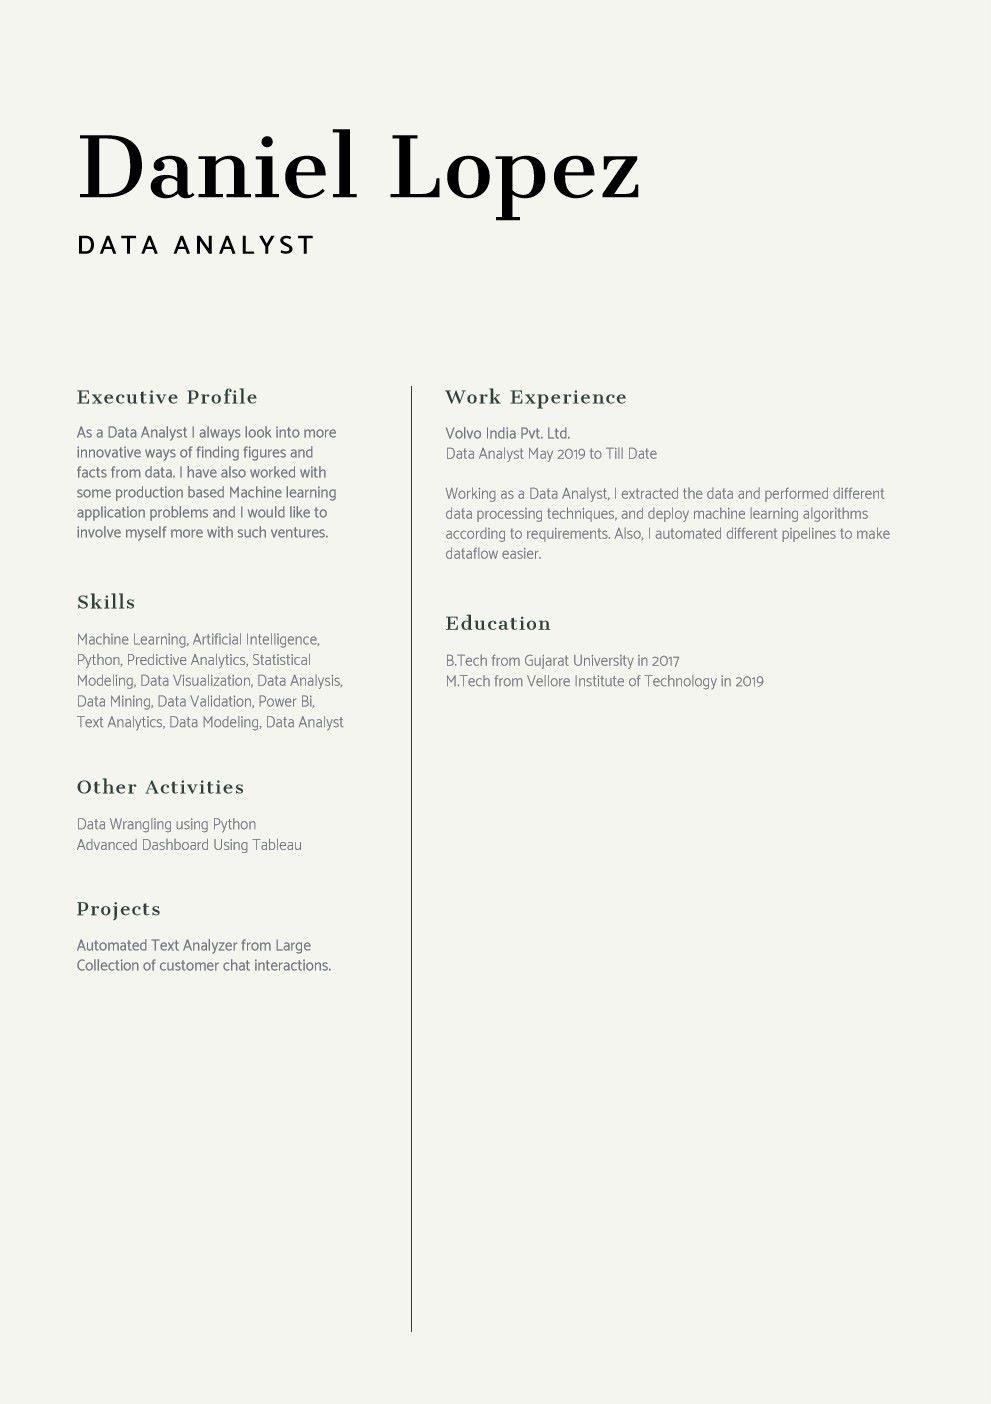 Daniel Lopez
DATA ANALYST
Executive Profile
As a Data Analyst I always look into more
innovative ways of finding figures and
facts from data. I have also worked with
some production based Machine learning
application problems and I would like to
involve myself more with such ventures.
Skills
Machine Learning, Artificial Intelligence,
Python, Predictive Analytics, Statistical
Modeling, Data Visualization, Data Analysis,
Data Mining, Data Validation, Power Bi,
Text Analytics, Data Modeling, Data Analyst
Other Activities
Data Wrangling using Python
Advanced Dashboard Using Tableau
Projects
Automated Text Analyzer from Large
Collection of customer chat interactions.
Work Experience
Volvo India Pvt. Ltd.
Data Analyst May 2019 to Till Date
Working as a Data Analyst, I extracted the data and performed different
data processing techniques, and deploy machine learning algorithms
according to requirements. Also, I automated different pipelines to make
dataflow easier.
Education
B.Tech from Gujarat University in 2017
M.Tech from Vellore Institute of Technology in 2019